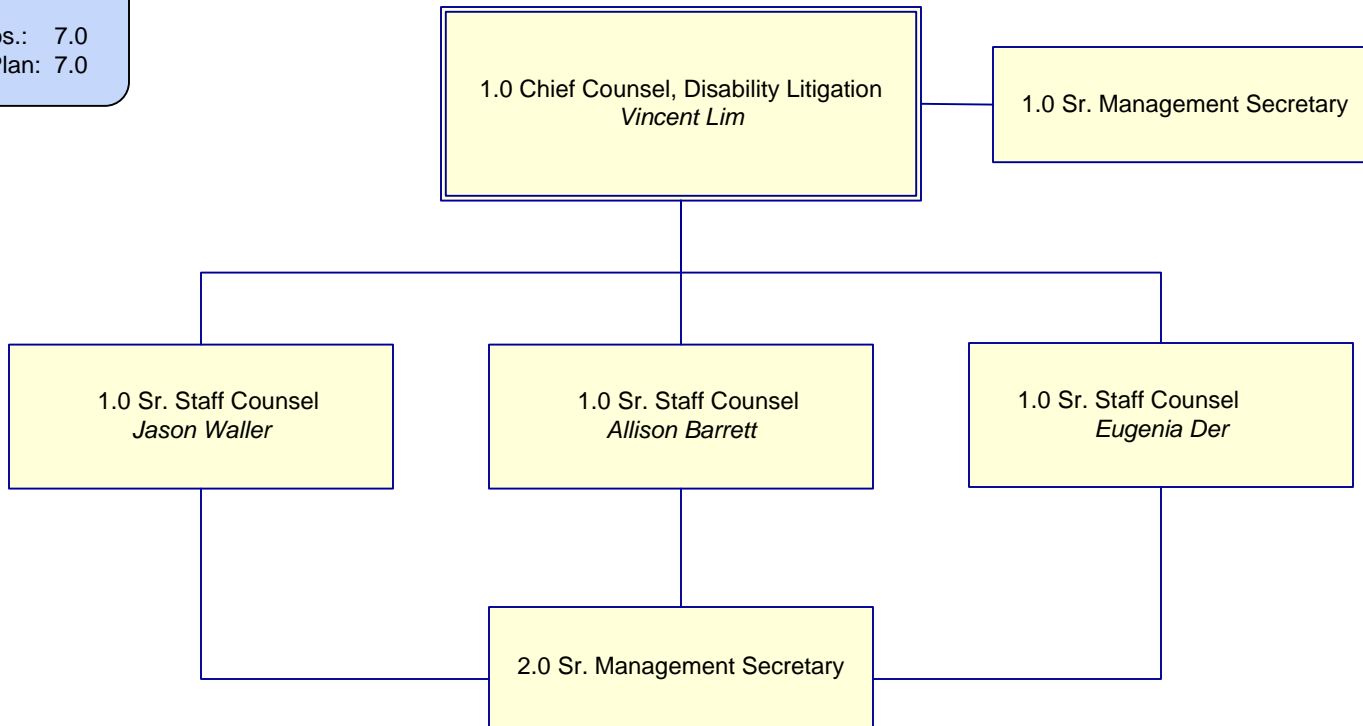 os.: 7.0
Plan: 7.0
1.0 Chief Counsel, Disability Litigation
Vincent Lim
1.0 Sr. Management Secretary
1.0 Sr. Staff Counsel
Jason Waller
1.0 Sr. Staff Counsel
Allison Barrett
1.0 Sr. Staff Counsel
Eugenia Der
2.0 Sr. Management Secretary